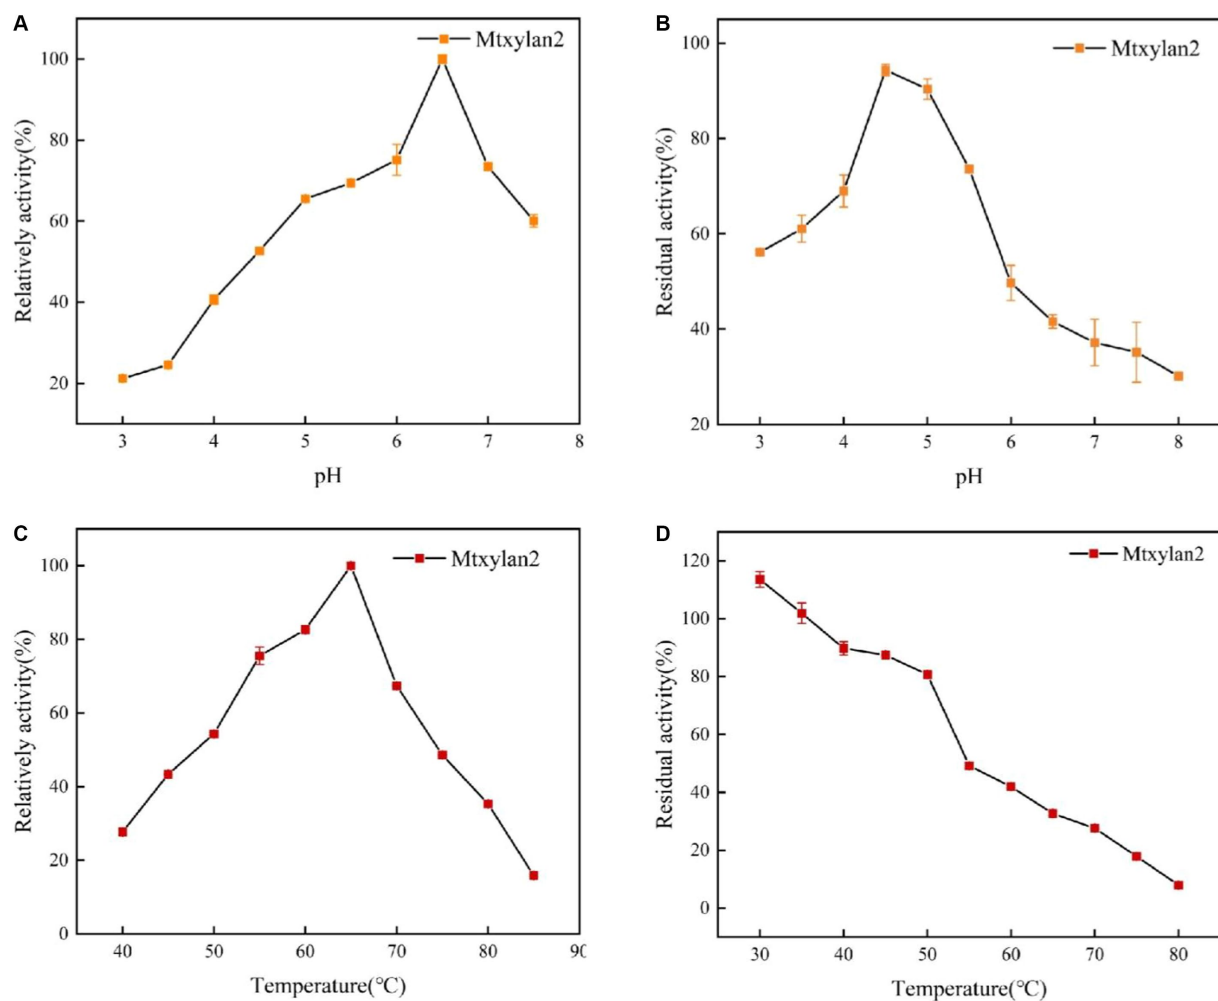 A
Mtxylan2
100
80
60
40
20
Relatively activity(%)
3 4 5 6 7 8
pH
B
Mtxylan2
100
80
60
40
20
Residual activity(%)
3 4 5 6 7 8
pH
C
Mtxylan2
100
80
60
40
20
0
Relatively activity(%)
40 50 60 70 80 90
Temperature(℃)
D
Mtxylan2
120
100
80
60
40
20
0
Residual activity(%)
30 40 50 60 70 80
Temperature(℃)